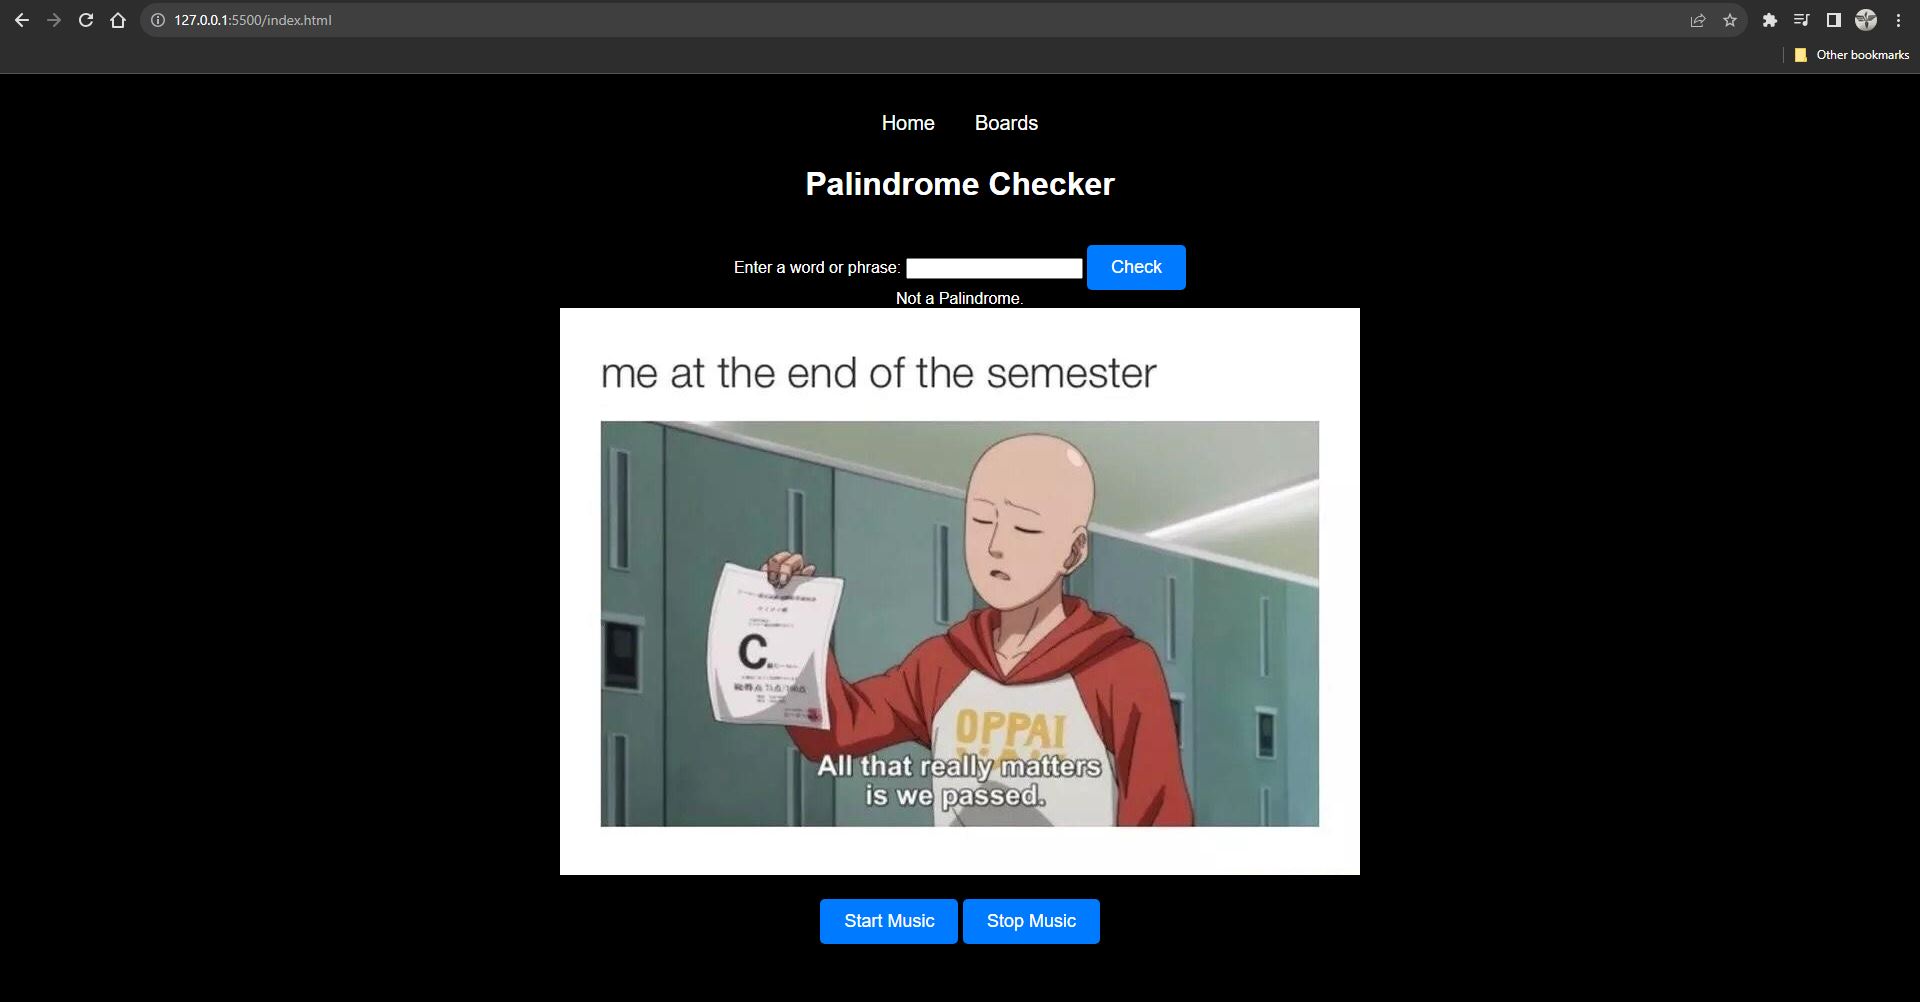 127.0.0.1:5500/index.html
Other bookmarks
Home Boards
Palindrome Checker
Enter a word or phrase: Check
Not a Palindrome.
me at the end of the semester
C
OPPAI
All that really matters
is we passed.
Start Music Stop Music